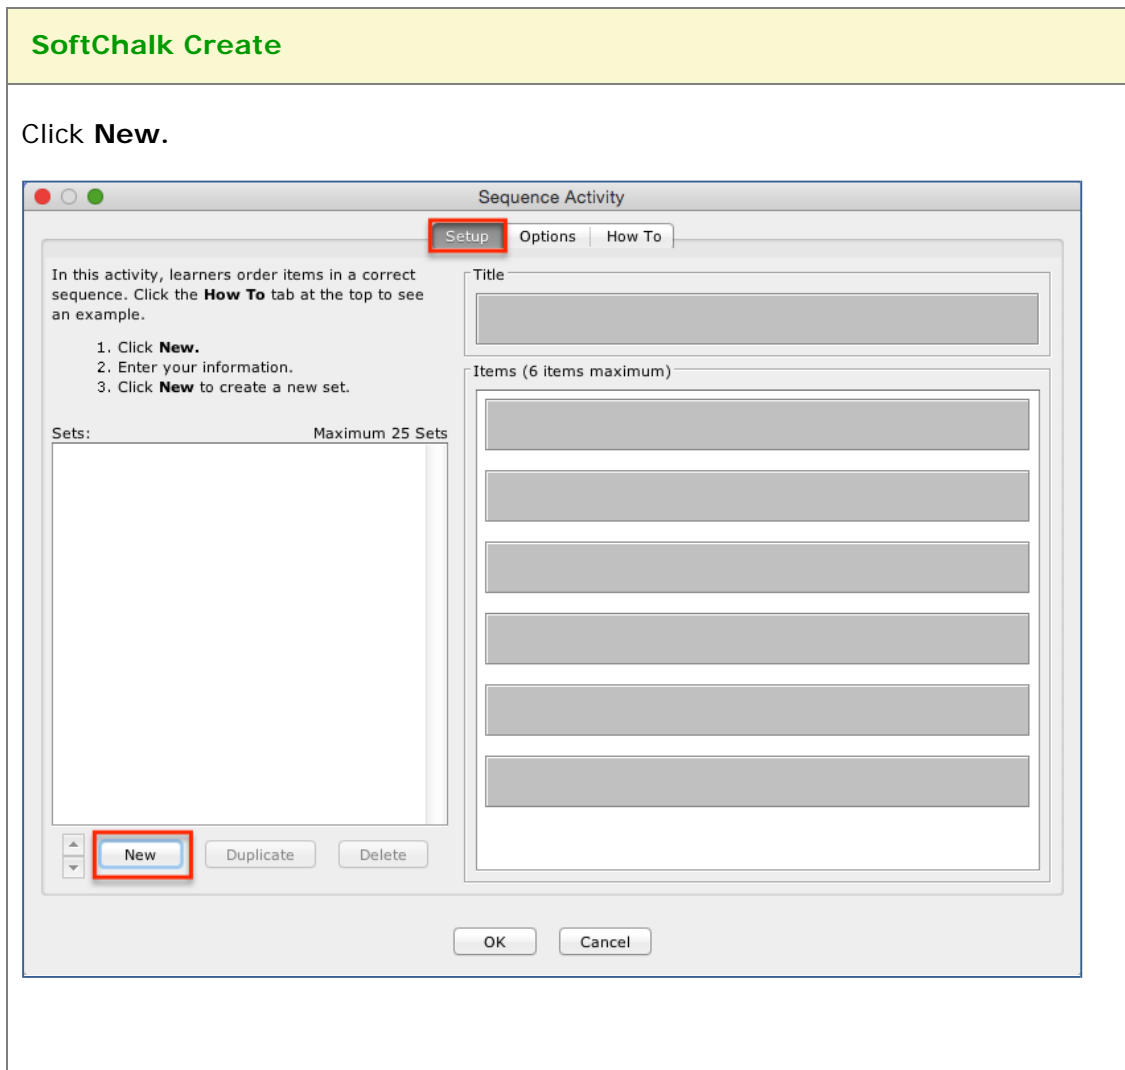 SoftChalk Create
Click New.
Sequence Activity
Setup Options How To
In this activity, learners order items in a correct
sequence. Click the How To tab at the top to see
an example.
1. Click New.
2. Enter your information.
3. Click New to create a new set.
Sets: Maximum 25 Sets
Title
Items (6 items maximum)
New Duplicate Delete
OK Cancel